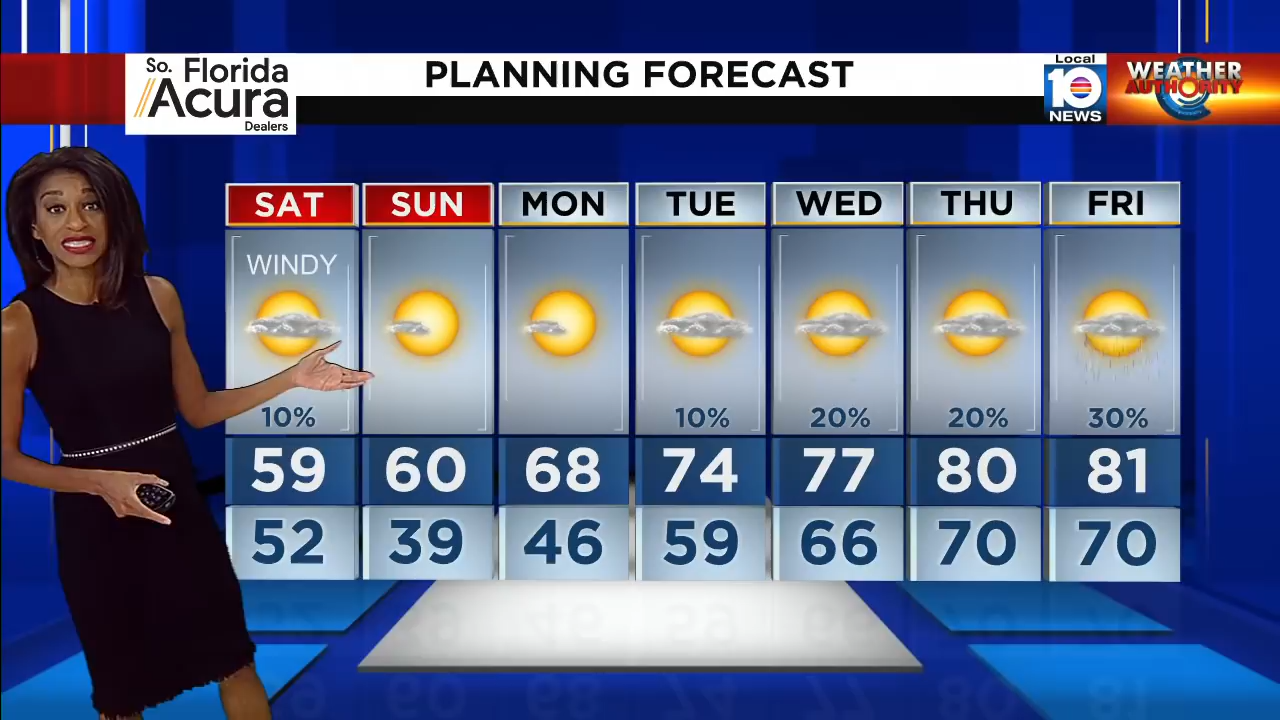 So. Florida
Acura
Dealers
PLANNING FORECAST
Local
10
NEWS
WEATHER
AUTHORITY
SAT SUN MON TUE WED THU FRI
WINDY
10% 10% 20% 20% 30%
59 60 68 74 77 80 81
52 39 46 59 66 70 70